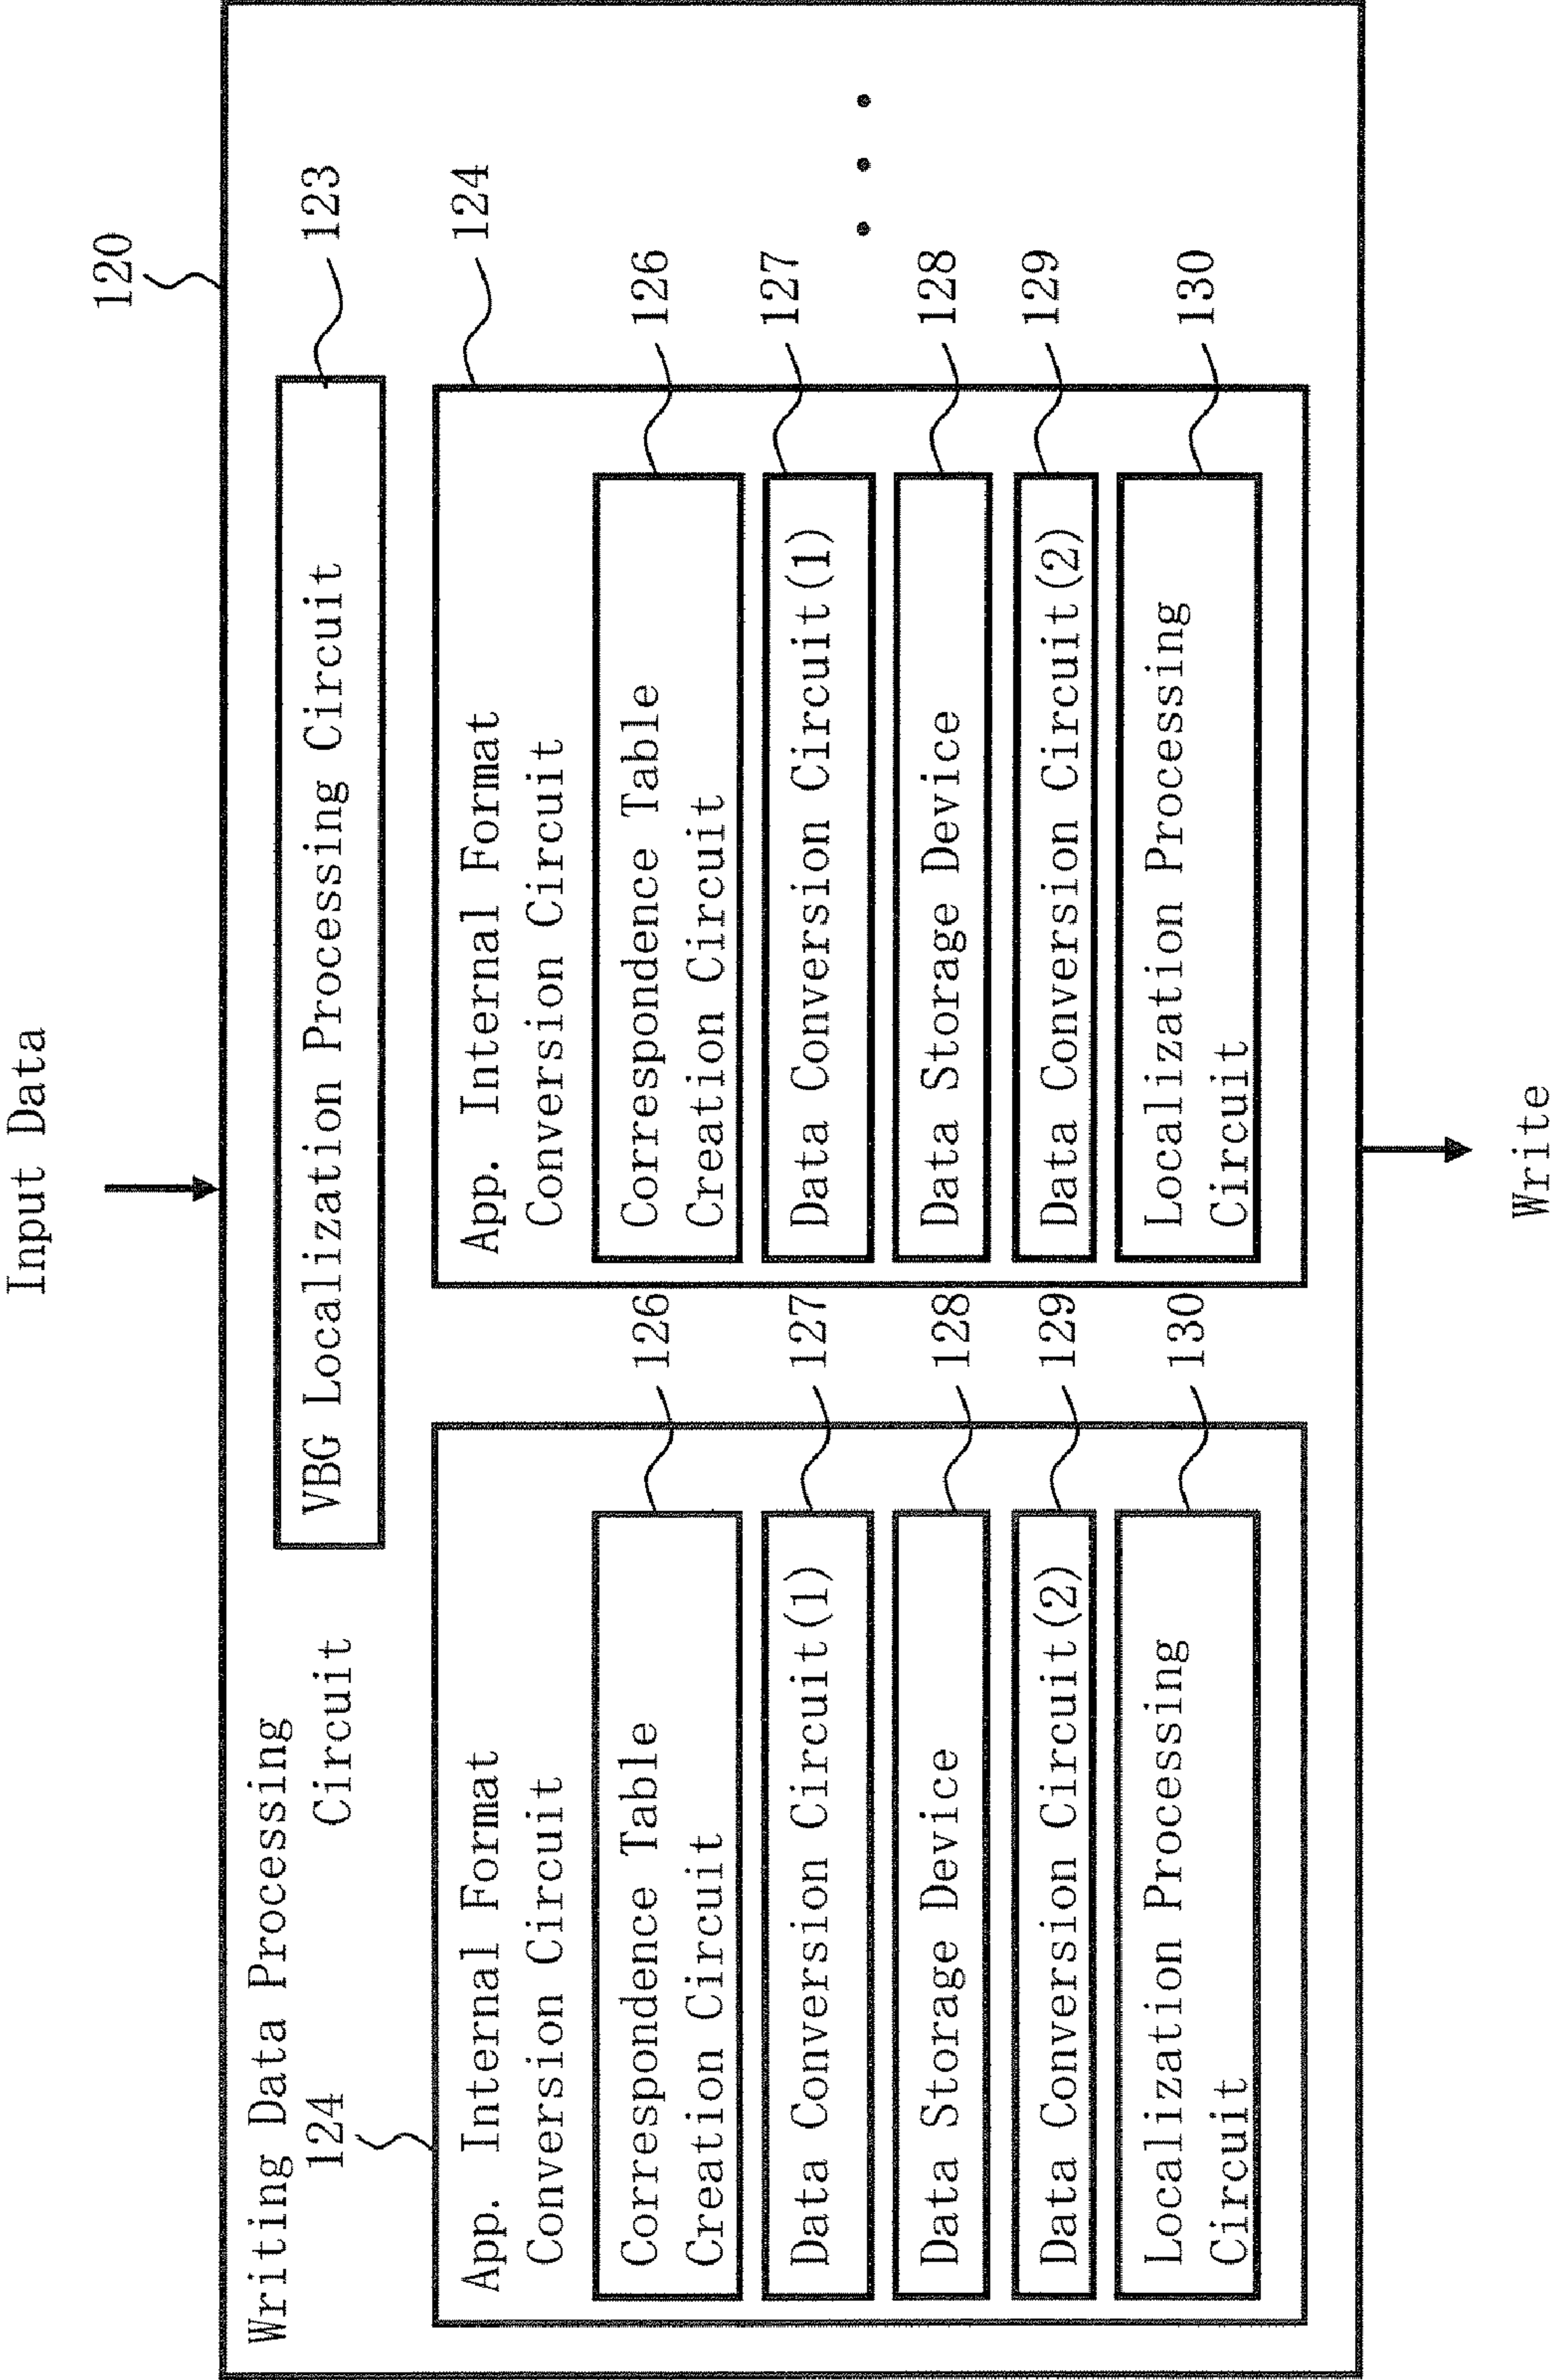 Input Data
120
Writing Data Processing
Circuit
VBG Localization Processing Circuit
123
124
App. Internal Format
Conversion Circuit
Correspondence Table
Creation Circuit
126
Data Conversion Circuit(1)
127
Data Storage Device
128
Data Conversion Circuit(2)
129
Localization Processing
Circuit
130
124
App. Internal Format
Conversion Circuit
Correspondence Table
Creation Circuit
126
Data Conversion Circuit(1)
127
Data Storage Device
128
Data Conversion Circuit(2)
129
Localization Processing
Circuit
130
Write